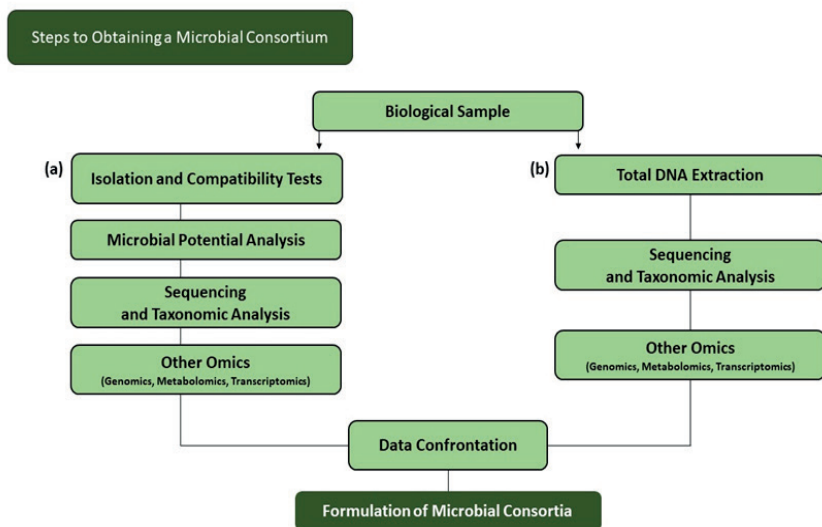 Steps to Obtaining a Microbial Consortium
Biological Sample
(a)
Isolation and Compatibility Tests
Microbial Potential Analysis
Sequencing
and Taxonomic Analysis
Other Omics
(Genomics, Metabolomics, Transcriptomics)
(b)
Total DNA Extraction
Sequencing
and Taxonomic Analysis
Other Omics
(Genomics, Metabolomics, Transcriptomics)
Data Confrontation
Formulation of Microbial Consortia